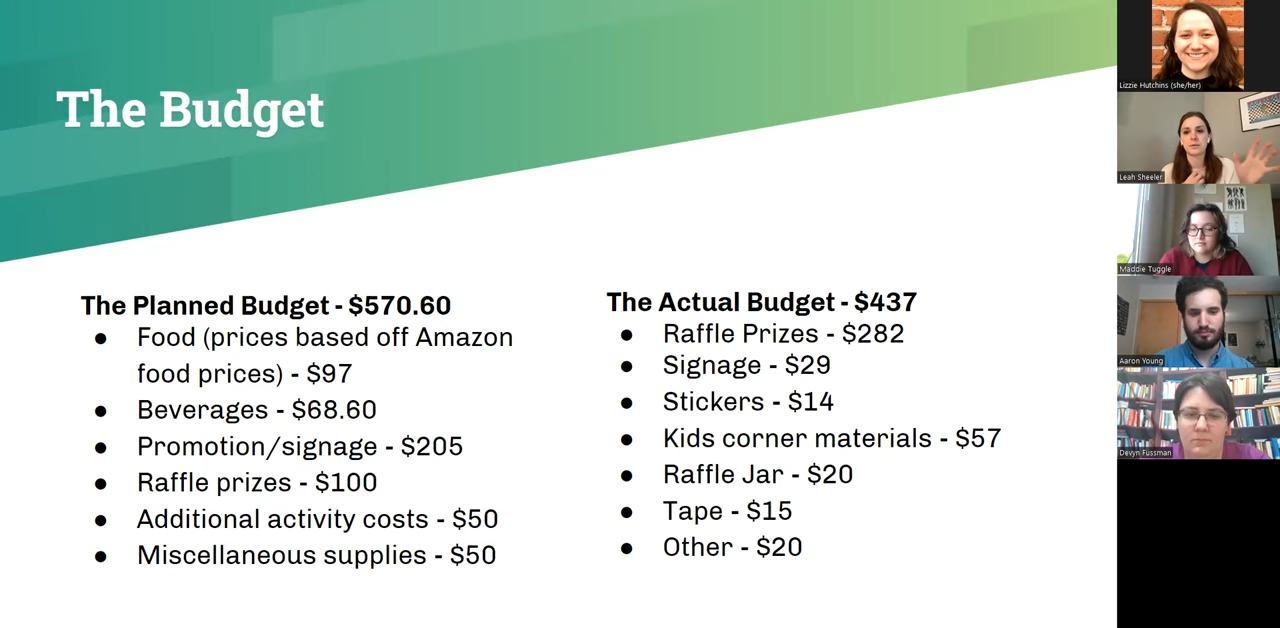 The Budget
The Planned Budget - $570.60
● Food (prices based off Amazon
food prices) - $97
● Beverages - $68.60
● Promotion/signage - $205
● Raffle prizes - $100
● Additional activity costs - $50
● Miscellaneous supplies - $50
The Actual Budget - $437
● Raffle Prizes - $282
● Signage - $29
● Stickers - $14
● Kids corner materials - $57
● Raffle Jar - $20
● Tape - $15
● Other - $20
Lizzie Hutchins (she/her)
Leah Sheeler
Maddie Tuggle
Aaron Young
Devyn Fussman